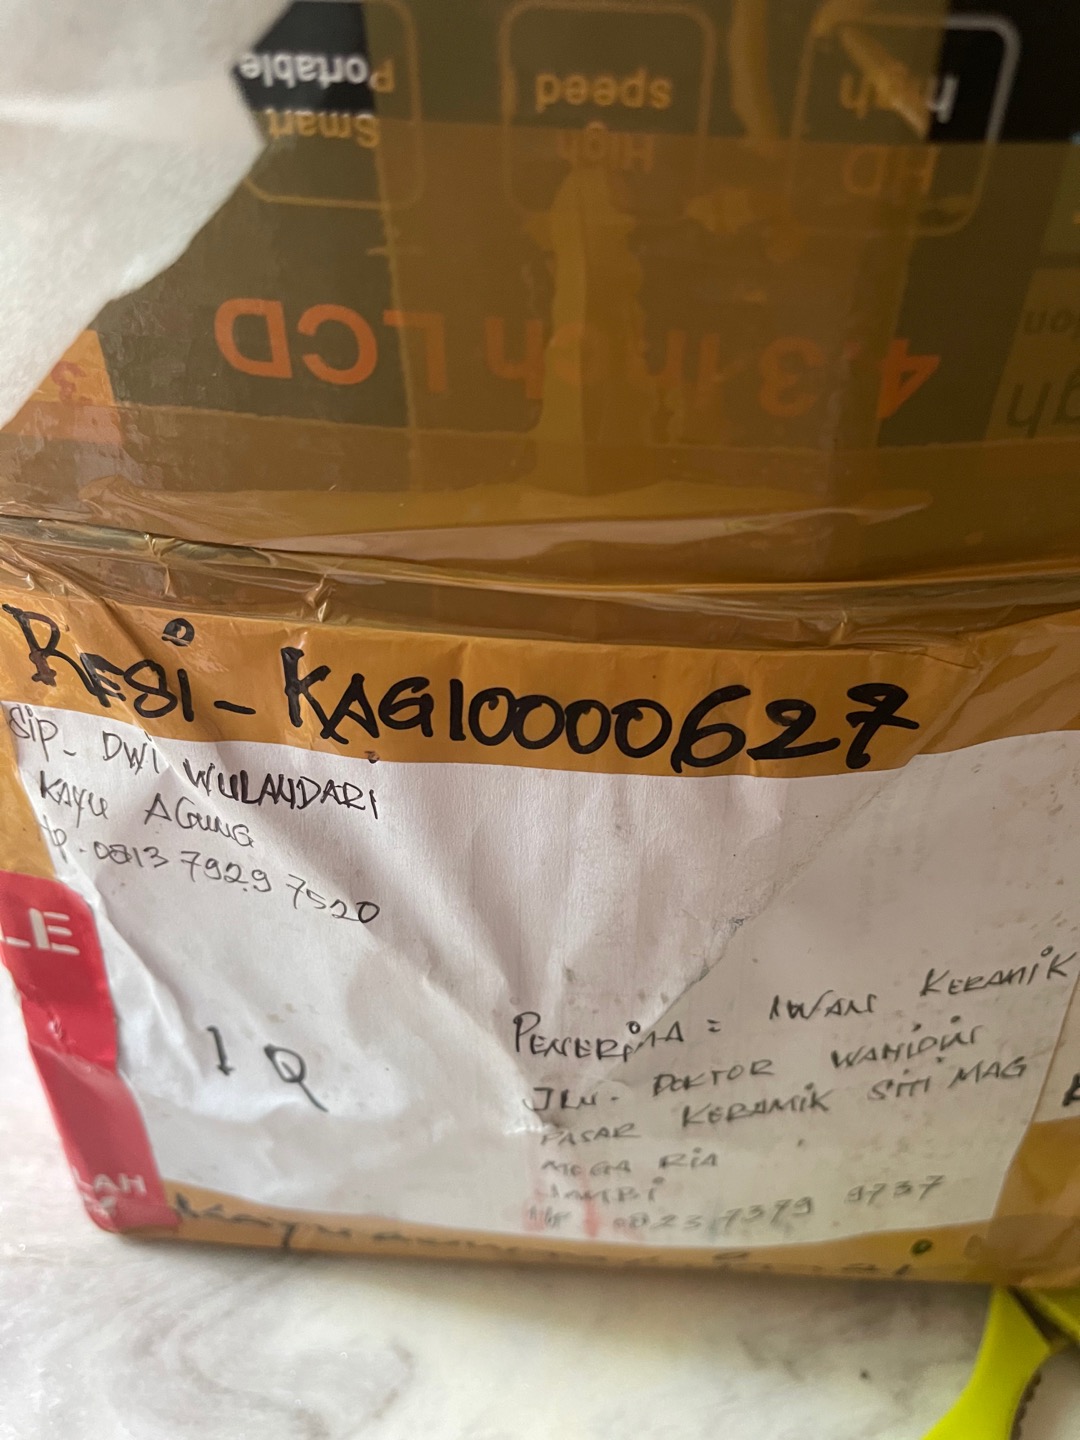 Smart
Portable
High
speed
HD
high
4.3 inch LCD
RESI - KAG10000627
SIP - DWI WULANDARI
KAYU AGUNG
Hp. 0813 7929 7520
LE
1 Q
PENERIMA = IWAN KERAMIK
JLN. DOKTOR WAHIDIN
PASAR KERAMIK SITI MAG
MEGA RIA
JAMBI
Hp 0823 7379 9737
LAH